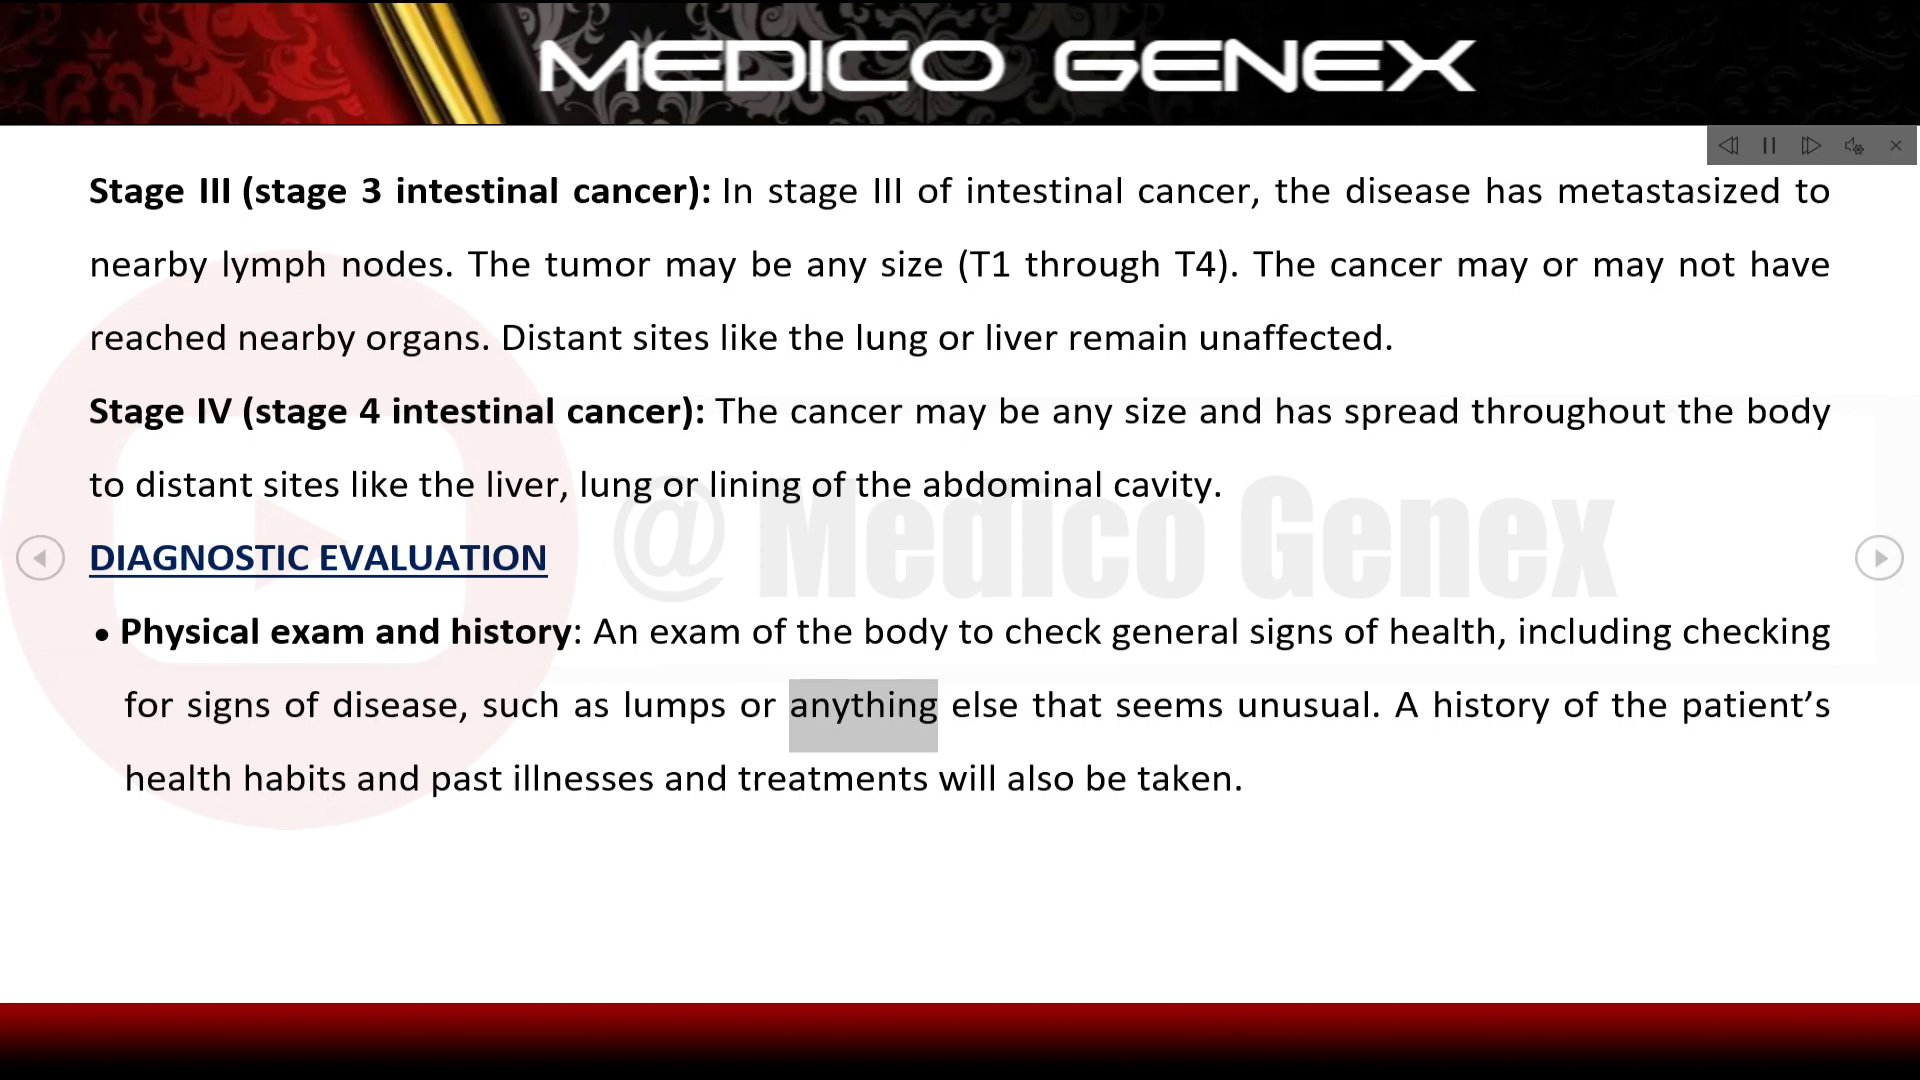 MEDICO GENEX
Stage III (stage 3 intestinal cancer): In stage III of intestinal cancer, the disease has metastasized to
nearby lymph nodes. The tumor may be any size (T1 through T4). The cancer may or may not have
reached nearby organs. Distant sites like the lung or liver remain unaffected.
Stage IV (stage 4 intestinal cancer): The cancer may be any size and has spread throughout the body
to distant sites like the liver, lung or lining of the abdominal cavity.
@ Medico Genex
DIAGNOSTIC EVALUATION
• Physical exam and history: An exam of the body to check general signs of health, including checking
for signs of disease, such as lumps or anything else that seems unusual. A history of the patient’s
health habits and past illnesses and treatments will also be taken.